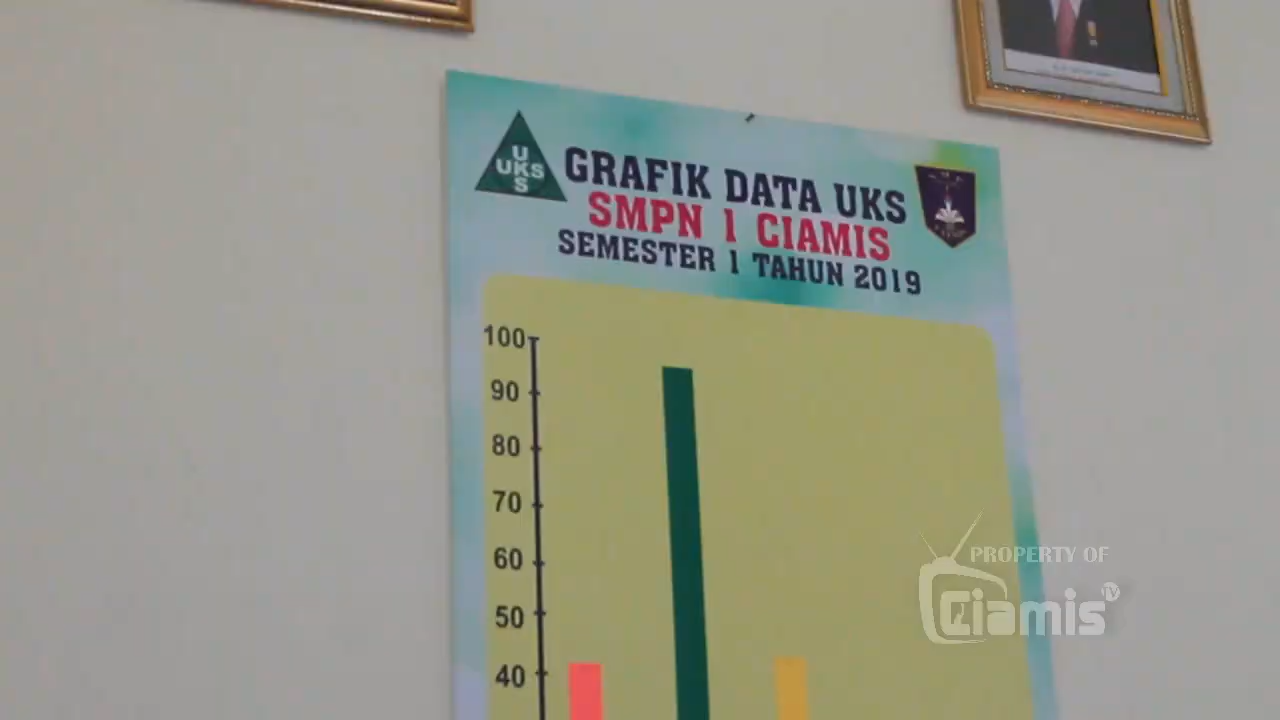 U
UKS
S
GRAFIK DATA UKS
SMPN 1 CIAMIS
SEMESTER 1 TAHUN 2019
100
90
80
70
60
50
40
PROPERTY OF
Ciamis TV